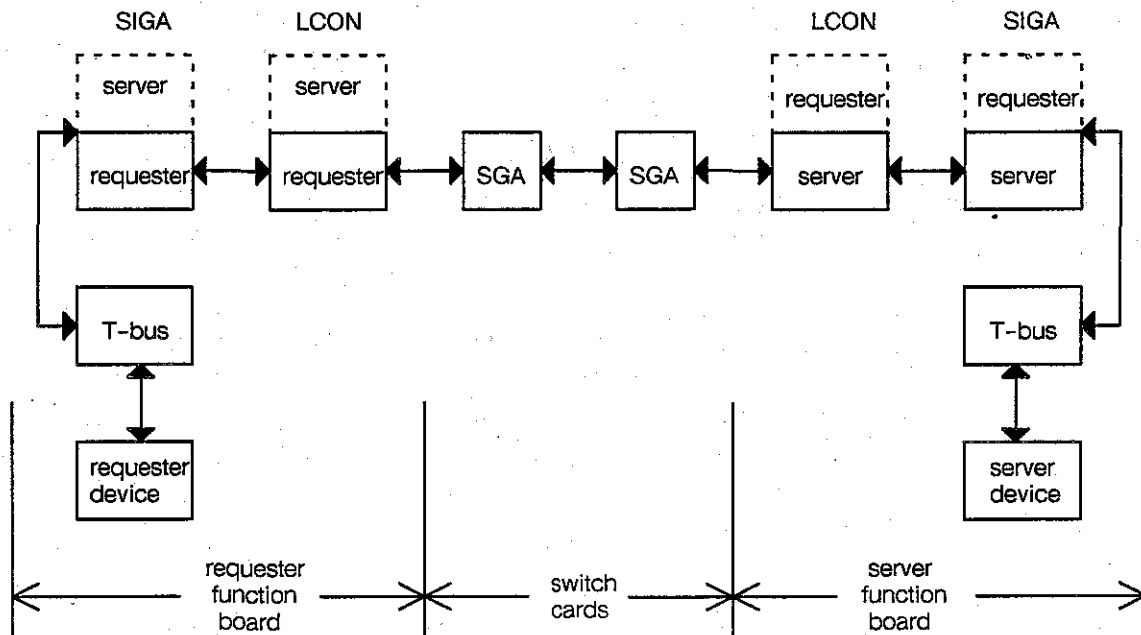 SIGA
LCON
LCON
SIGA
server
server
requester
requester
requester
requester
SGA
SGA
server
server
T-bus
T-bus
requester
device
server
device
requester
function
board
switch
cards
server
function
board